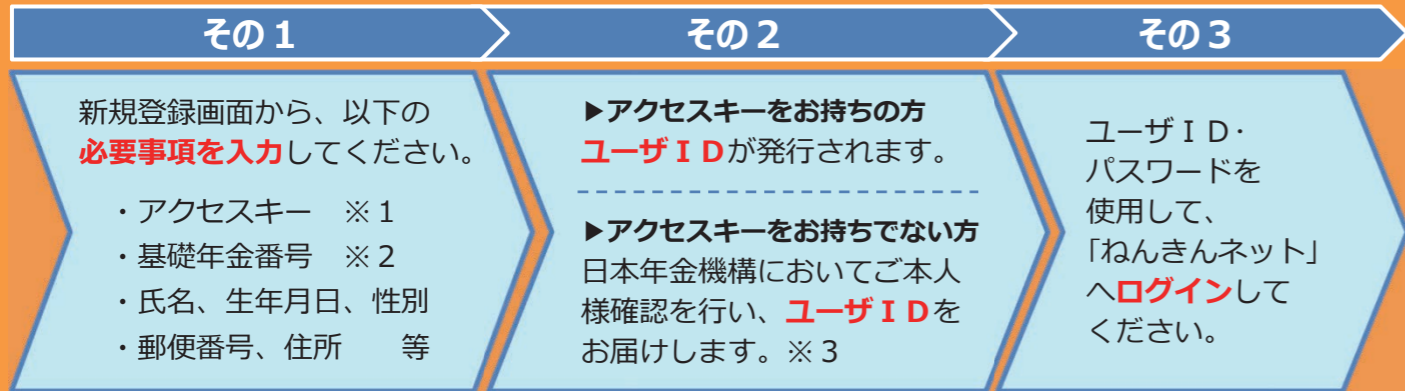 その１
新規登録画面から、以下の
必要事項を入力してください。
・アクセスキー　※１
・基礎年金番号　※２
・氏名、生年月日、性別
・郵便番号、住所　　等
その２
▶アクセスキーをお持ちの方
ユーザＩＤが発行されます。
▶アクセスキーをお持ちでない方
日本年金機構においてご本人
様確認を行い、ユーザＩＤを
お届けします。※３
その３
ユーザＩＤ・
パスワードを
使用して、
「ねんきんネット」
へログインして
ください。